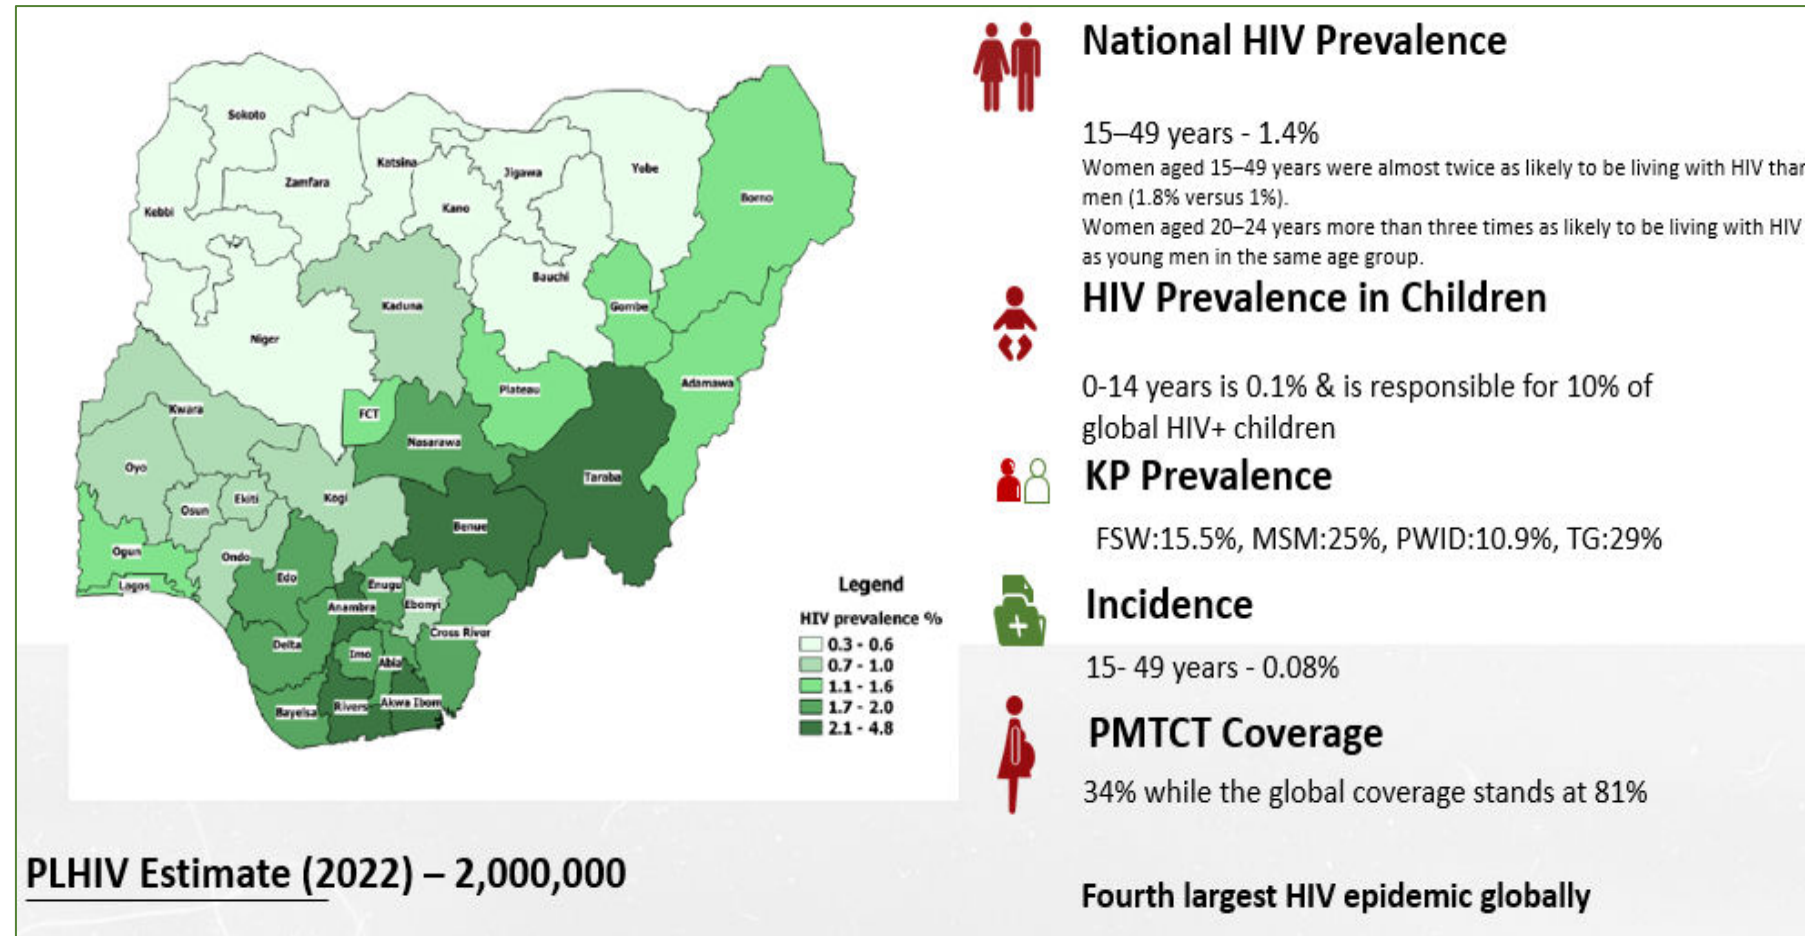 Sokoto
Katsina
Jigawa
Yobe
Zamfara
Borno
Kebbi
Kano
Bauchi
Kaduna
Gombe
Niger
Adamawa
Plateau
Kwara
FCT
Nasarawa
Oyo
Taraba
Ekiti
Kogi
Osun
Benue
Ogun
Ondo
Edo
Lagos
Enugu
Anambra
Ebonyi
Cross River
Delta
Imo
Abia
Bayelsa
Rivers
Akwa Ibom
Legend
HIV prevalence %
0.3 - 0.6
0.7 - 1.0
1.1 - 1.6
1.7 - 2.0
2.1 - 4.8
PLHIV Estimate (2022) – 2,000,000
National HIV Prevalence
15–49 years - 1.4%
Women aged 15–49 years were almost twice as likely to be living with HIV than
men (1.8% versus 1%).
Women aged 20–24 years more than three times as likely to be living with HIV
as young men in the same age group.
HIV Prevalence in Children
0-14 years is 0.1% & is responsible for 10% of
global HIV+ children
KP Prevalence
FSW:15.5%, MSM:25%, PWID:10.9%, TG:29%
Incidence
15- 49 years - 0.08%
PMTCT Coverage
34% while the global coverage stands at 81%
Fourth largest HIV epidemic globally